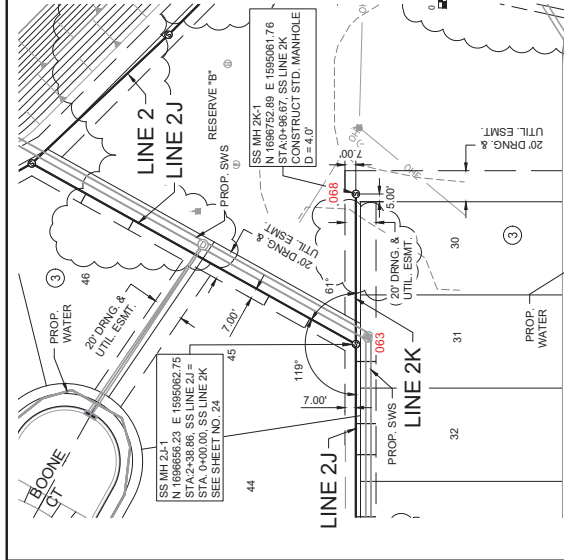 LINE 2
LINE 2J
RESERVE "B"
SS MH 2K-1
N 1696752.89 E 1595061.76
STA:0+96.67, SS LINE 2K
CONSTRUCT STD. MANHOLE
D = 4.0'
PROP. SWS
20' DRNG. &
UTIL. ESMT.
3
46
PROP.
WATER
20' DRNG. &
UTIL. ESMT.
BOONE
CT
45
7.00'
61°
119°
SS MH 2J-1
N 1696656.23 E 1595062.75
STA:2+38.86, SS LINE 2J =
STA. 0+00.00, SS LINE 2K
SEE SHEET NO. 24
7.00'
068
7.00'
5.00'
20' DRNG. &
UTIL. ESMT.
20' DRNG. &
UTIL. ESMT.
44
LINE 2J
063
LINE 2K
PROP. SWS
30
3
31
32
PROP.
WATER